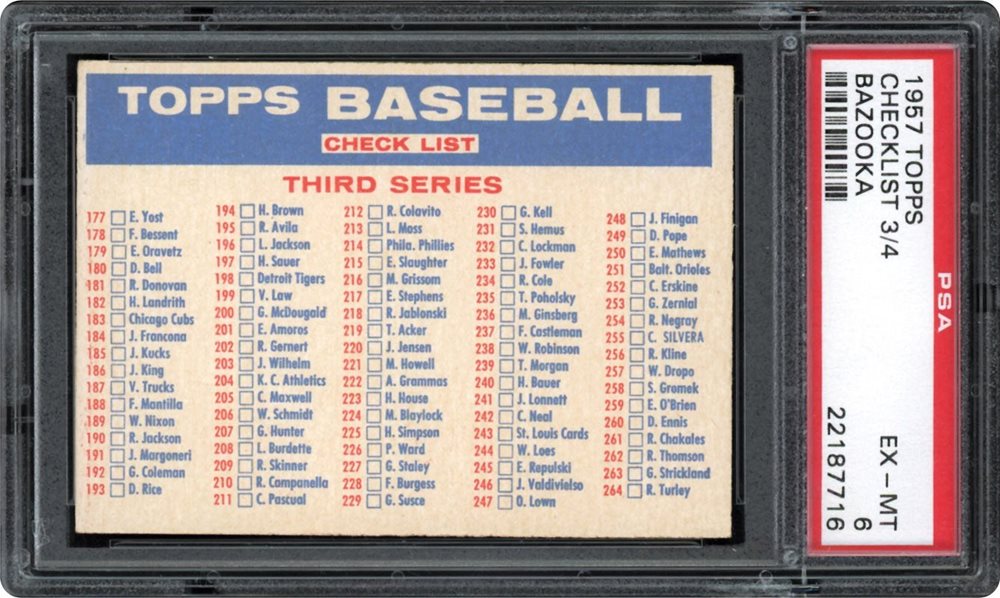 TOPPS BASEBALL
CHECK LIST
THIRD SERIES
177 E. Yost
178 F. Bessent
179 E. Oravetz
180 D. Bell
181 R. Donovan
182 H. Landrith
183 Chicago Cubs
184 J. Francona
185 J. Kucks
186 J. King
187 V. Trucks
188 F. Mantilla
189 W. Nixon
190 R. Jackson
191 J. Margoneri
192 G. Coleman
193 D. Rice
194 H. Brown
195 R. Avila
196 L. Jackson
197 H. Sauer
198 Detroit Tigers
199 V. Law
200 G. McDougald
201 E. Amoros
202 R. Gernert
203 J. Wilhelm
204 K. C. Athletics
205 C. Maxwell
206 W. Schmidt
207 G. Hunter
208 L. Burdette
209 R. Skinner
210 R. Campanella
211 C. Pascual
212 R. Colavito
213 L. Moss
214 Phila. Phillies
215 E. Slaughter
216 M. Grissom
217 E. Stephens
218 R. Jablonski
219 T. Acker
220 J. Jensen
221 M. Howell
222 A. Grammas
223 H. House
224 M. Blaylock
225 H. Simpson
226 P. Ward
227 G. Staley
228 F. Burgess
229 G. Susce
230 G. Kell
231 S. Hemus
232 C. Lockman
233 J. Fowler
234 R. Cole
235 T. Poholsky
236 M. Ginsberg
237 F. Castleman
238 W. Robinson
239 T. Morgan
240 H. Bauer
241 J. Lonnett
242 C. Neal
243 St. Louis Cards
244 W. Loes
245 E. Repulski
246 J. Valdivielso
247 O. Lown
248 J. Finigan
249 D. Pope
250 E. Mathews
251 Balt. Orioles
252 C. Erskine
253 G. Zernial
254 R. Negray
255 C. SILVERA
256 R. Kline
257 W. Dropo
258 S. Gromek
259 E. O'Brien
260 D. Ennis
261 R. Chakales
262 R. Thomson
263 G. Strickland
264 R. Turley
PSA
1957 TOPPS
CHECKLIST 3/4
BAZOOKA
EX - MT
6
22187716